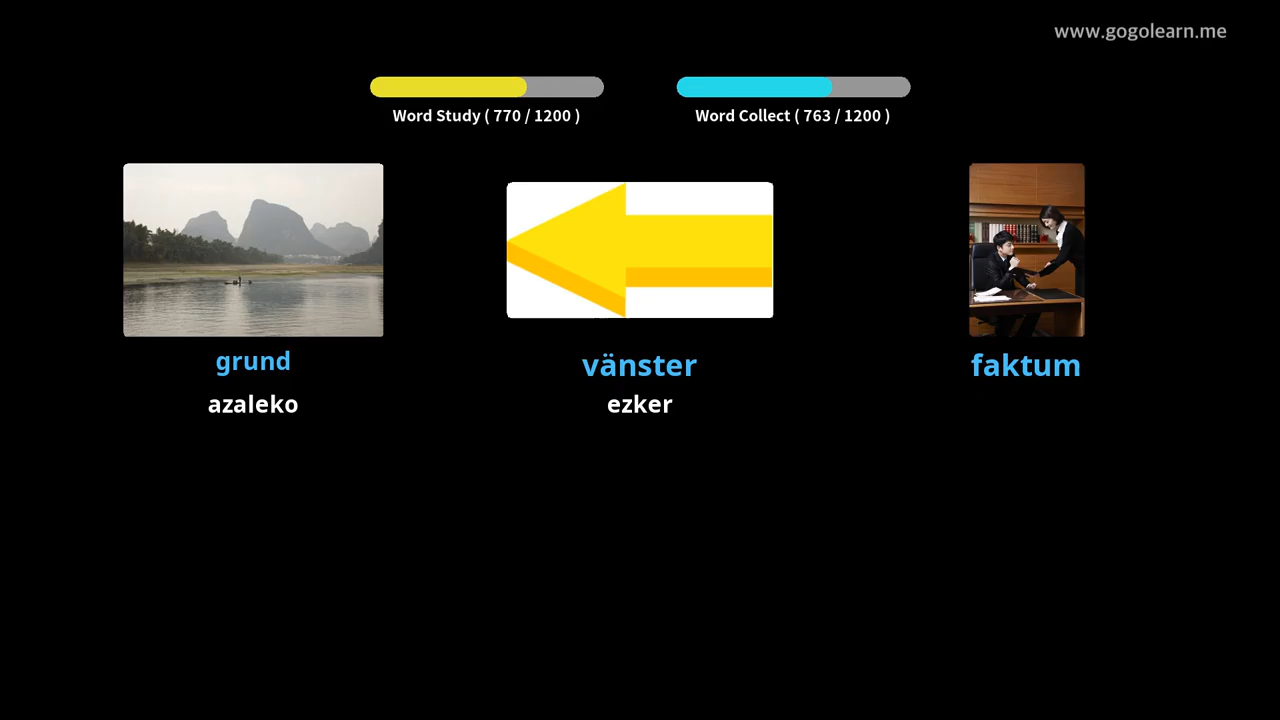 www.gogolearn.me
Word Study ( 770 / 1200 )
Word Collect ( 763 / 1200 )
grund
vänster
faktum
azaleko
ezker